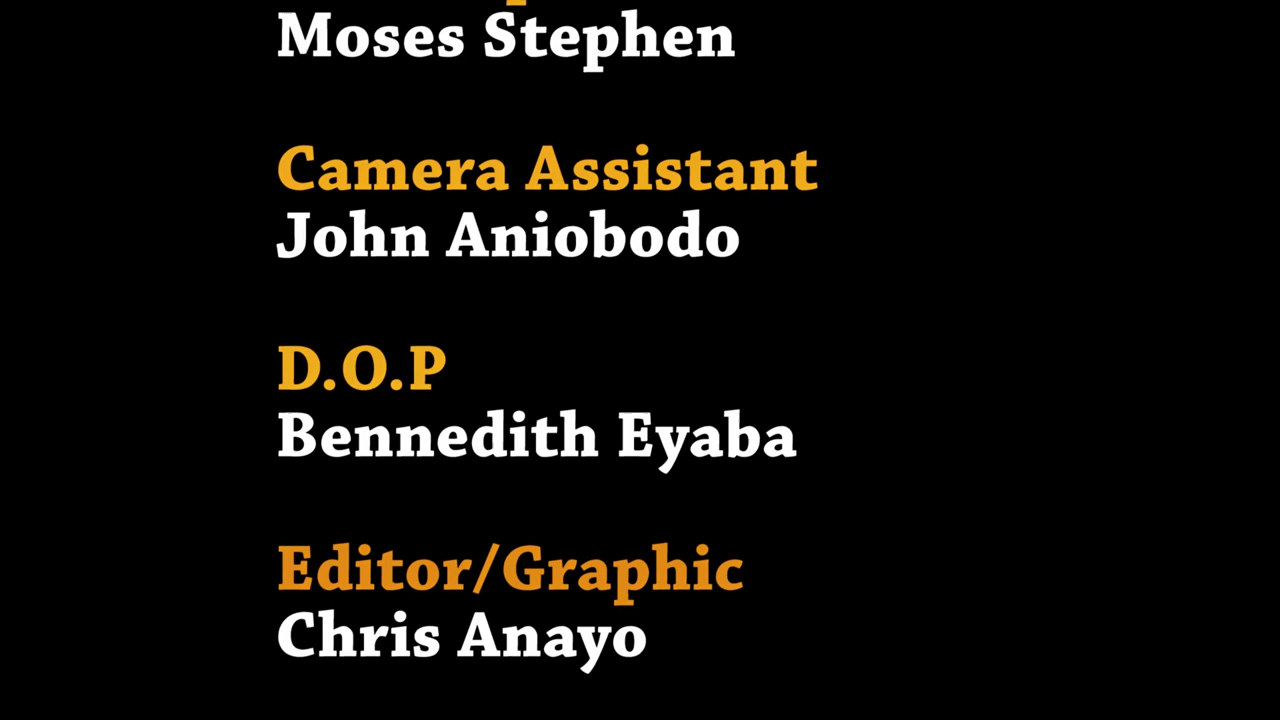 Moses Stephen
Camera Assistant
John Aniobodo
D.O.P
Bennedith Eyaba
Editor/Graphic
Chris Anayo